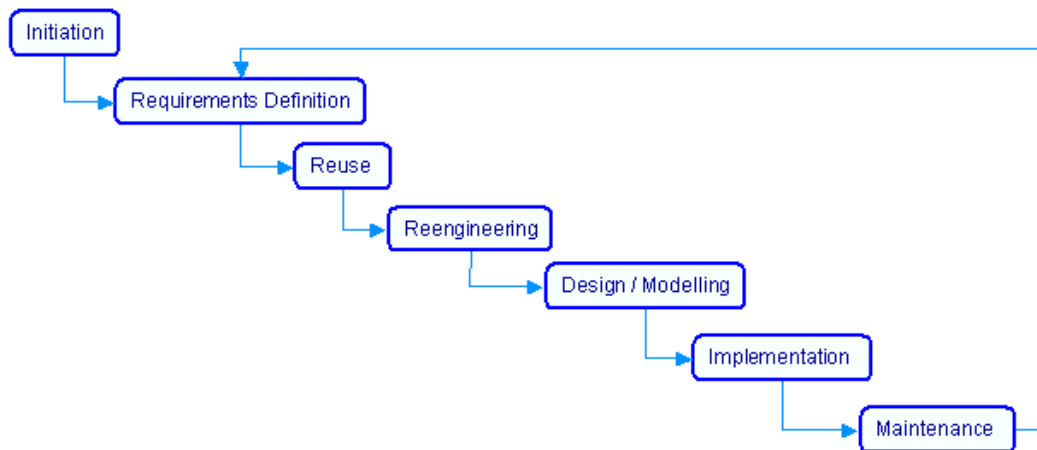 Initiation
Requirements Definition
Reuse
Reengineering
Design / Modelling
Implementation
Maintenance